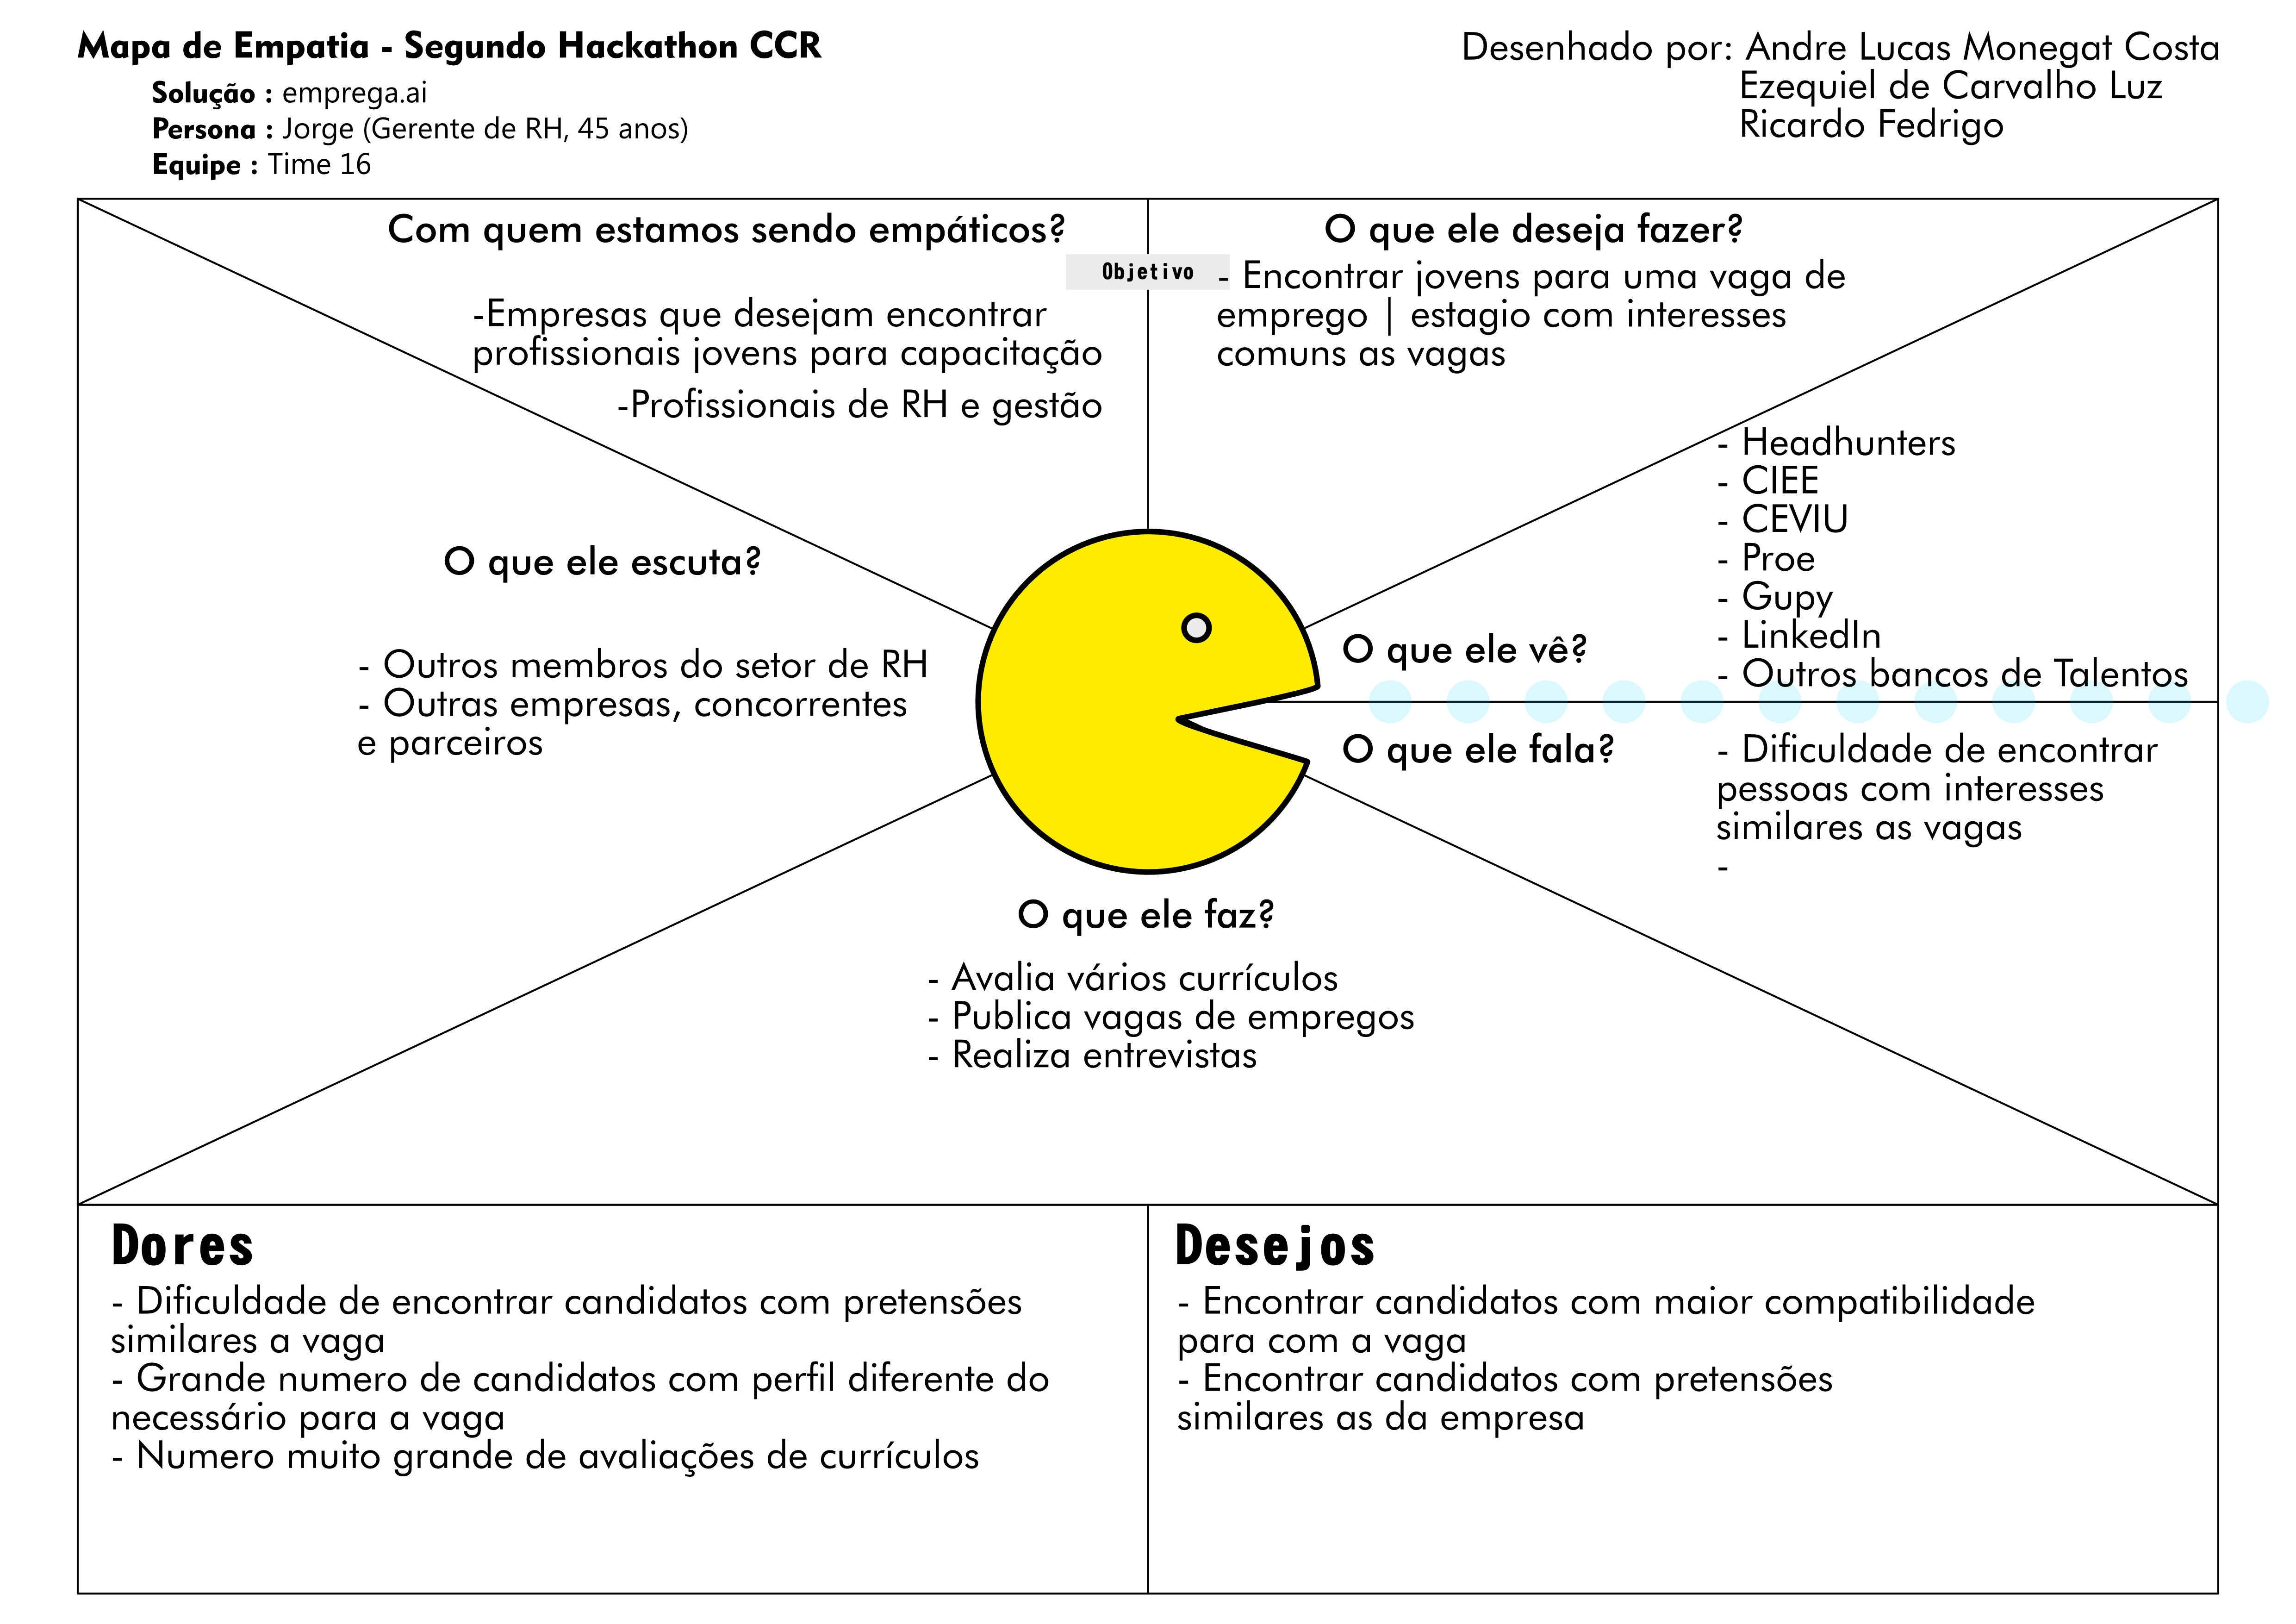 Mapa de Empatia - Segundo Hackathon CCR
Solução : emprega.ai
Persona : Jorge (Gerente de RH, 45 anos)
Equipe : Time 16
Desenhado por: Andre Lucas Monegat Costa
Ezequiel de Carvalho Luz
Ricardo Fedrigo
Com quem estamos sendo empáticos?
-Empresas que desejam encontrar
profissionais jovens para capacitação
-Profissionais de RH e gestão
Objetivo
O que ele deseja fazer?
- Encontrar jovens para uma vaga de
emprego | estagio com interesses
comuns as vagas
O que ele escuta?
- Outros membros do setor de RH
- Outras empresas, concorrentes
e parceiros
O que ele vê?
- Headhunters
- CIEE
- CEVIU
- Proe
- Gupy
- LinkedIn
- Outros bancos de Talentos
O que ele fala?
- Dificuldade de encontrar
pessoas com interesses
similares as vagas
-
O que ele faz?
- Avalia vários currículos
- Publica vagas de empregos
- Realiza entrevistas
Dores
- Dificuldade de encontrar candidatos com pretensões
similares a vaga
- Grande numero de candidatos com perfil diferente do
necessário para a vaga
- Numero muito grande de avaliações de currículos
Desejos
- Encontrar candidatos com maior compatibilidade
para com a vaga
- Encontrar candidatos com pretensões
similares as da empresa